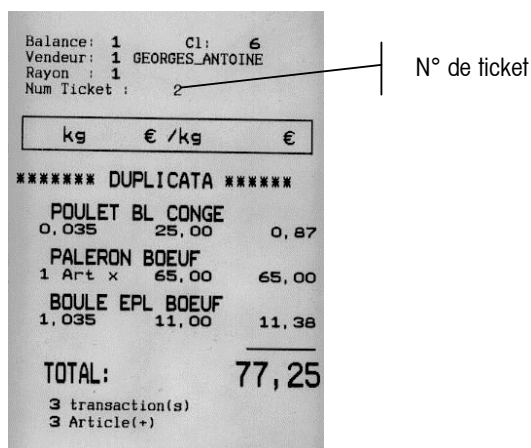 Balance: 1 Cl: 6
Vendeur: 1 GEORGES_ANTOINE
Rayon : 1
Num Ticket : 2
N° de ticket
kg € /kg €
******* DUPLICATA ******
POULET BL CONGE
0,035 25,00 0,87
PALERON BOEUF
1 Art x 65,00 65,00
BOULE EPL BOEUF
1,035 11,00 11,38
TOTAL: 77,25
3 transaction(s)
3 Article(+)